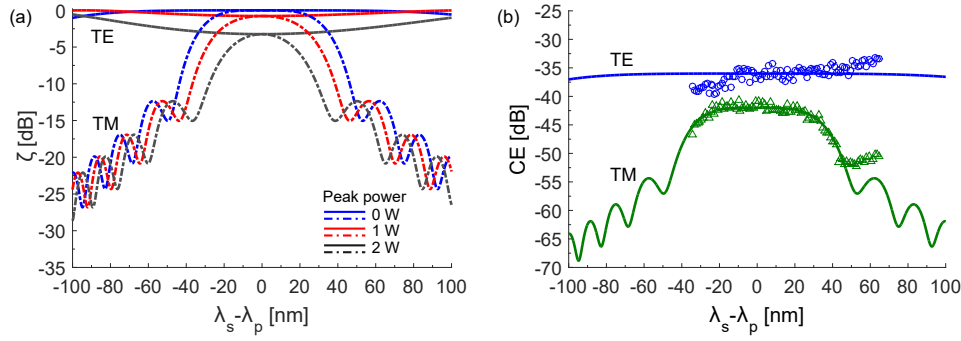 (a)
ζ [dB]
0
-5
-10
-15
-20
-25
-30
-35
TE
TM
Peak power
0 W
1 W
2 W
-100 -80 -60 -40 -20 0 20 40 60 80 100
λs-λp [nm]
(b)
CE [dB]
-25
-30
-35
-40
-45
-50
-55
-60
-65
-70
TE
TM
-100 -80 -60 -40 -20 0 20 40 60 80 100
λs-λp [nm]